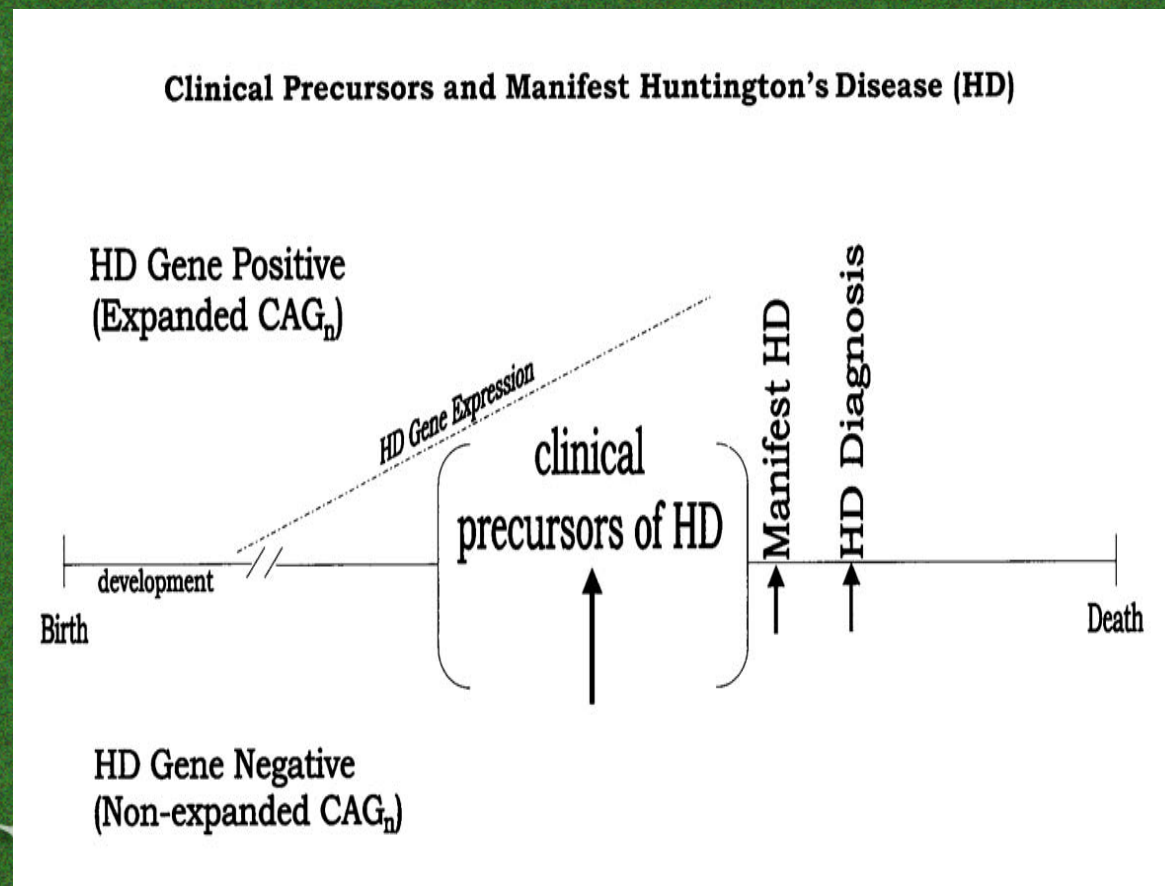 Clinical Precursors and Manifest Huntington's Disease (HD)
HD Gene Positive
(Expanded CAGn)
HD Gene Expression
clinical
precursors of HD
Manifest HD
HD Diagnosis
development
Birth
Death
HD Gene Negative
(Non-expanded CAGn)